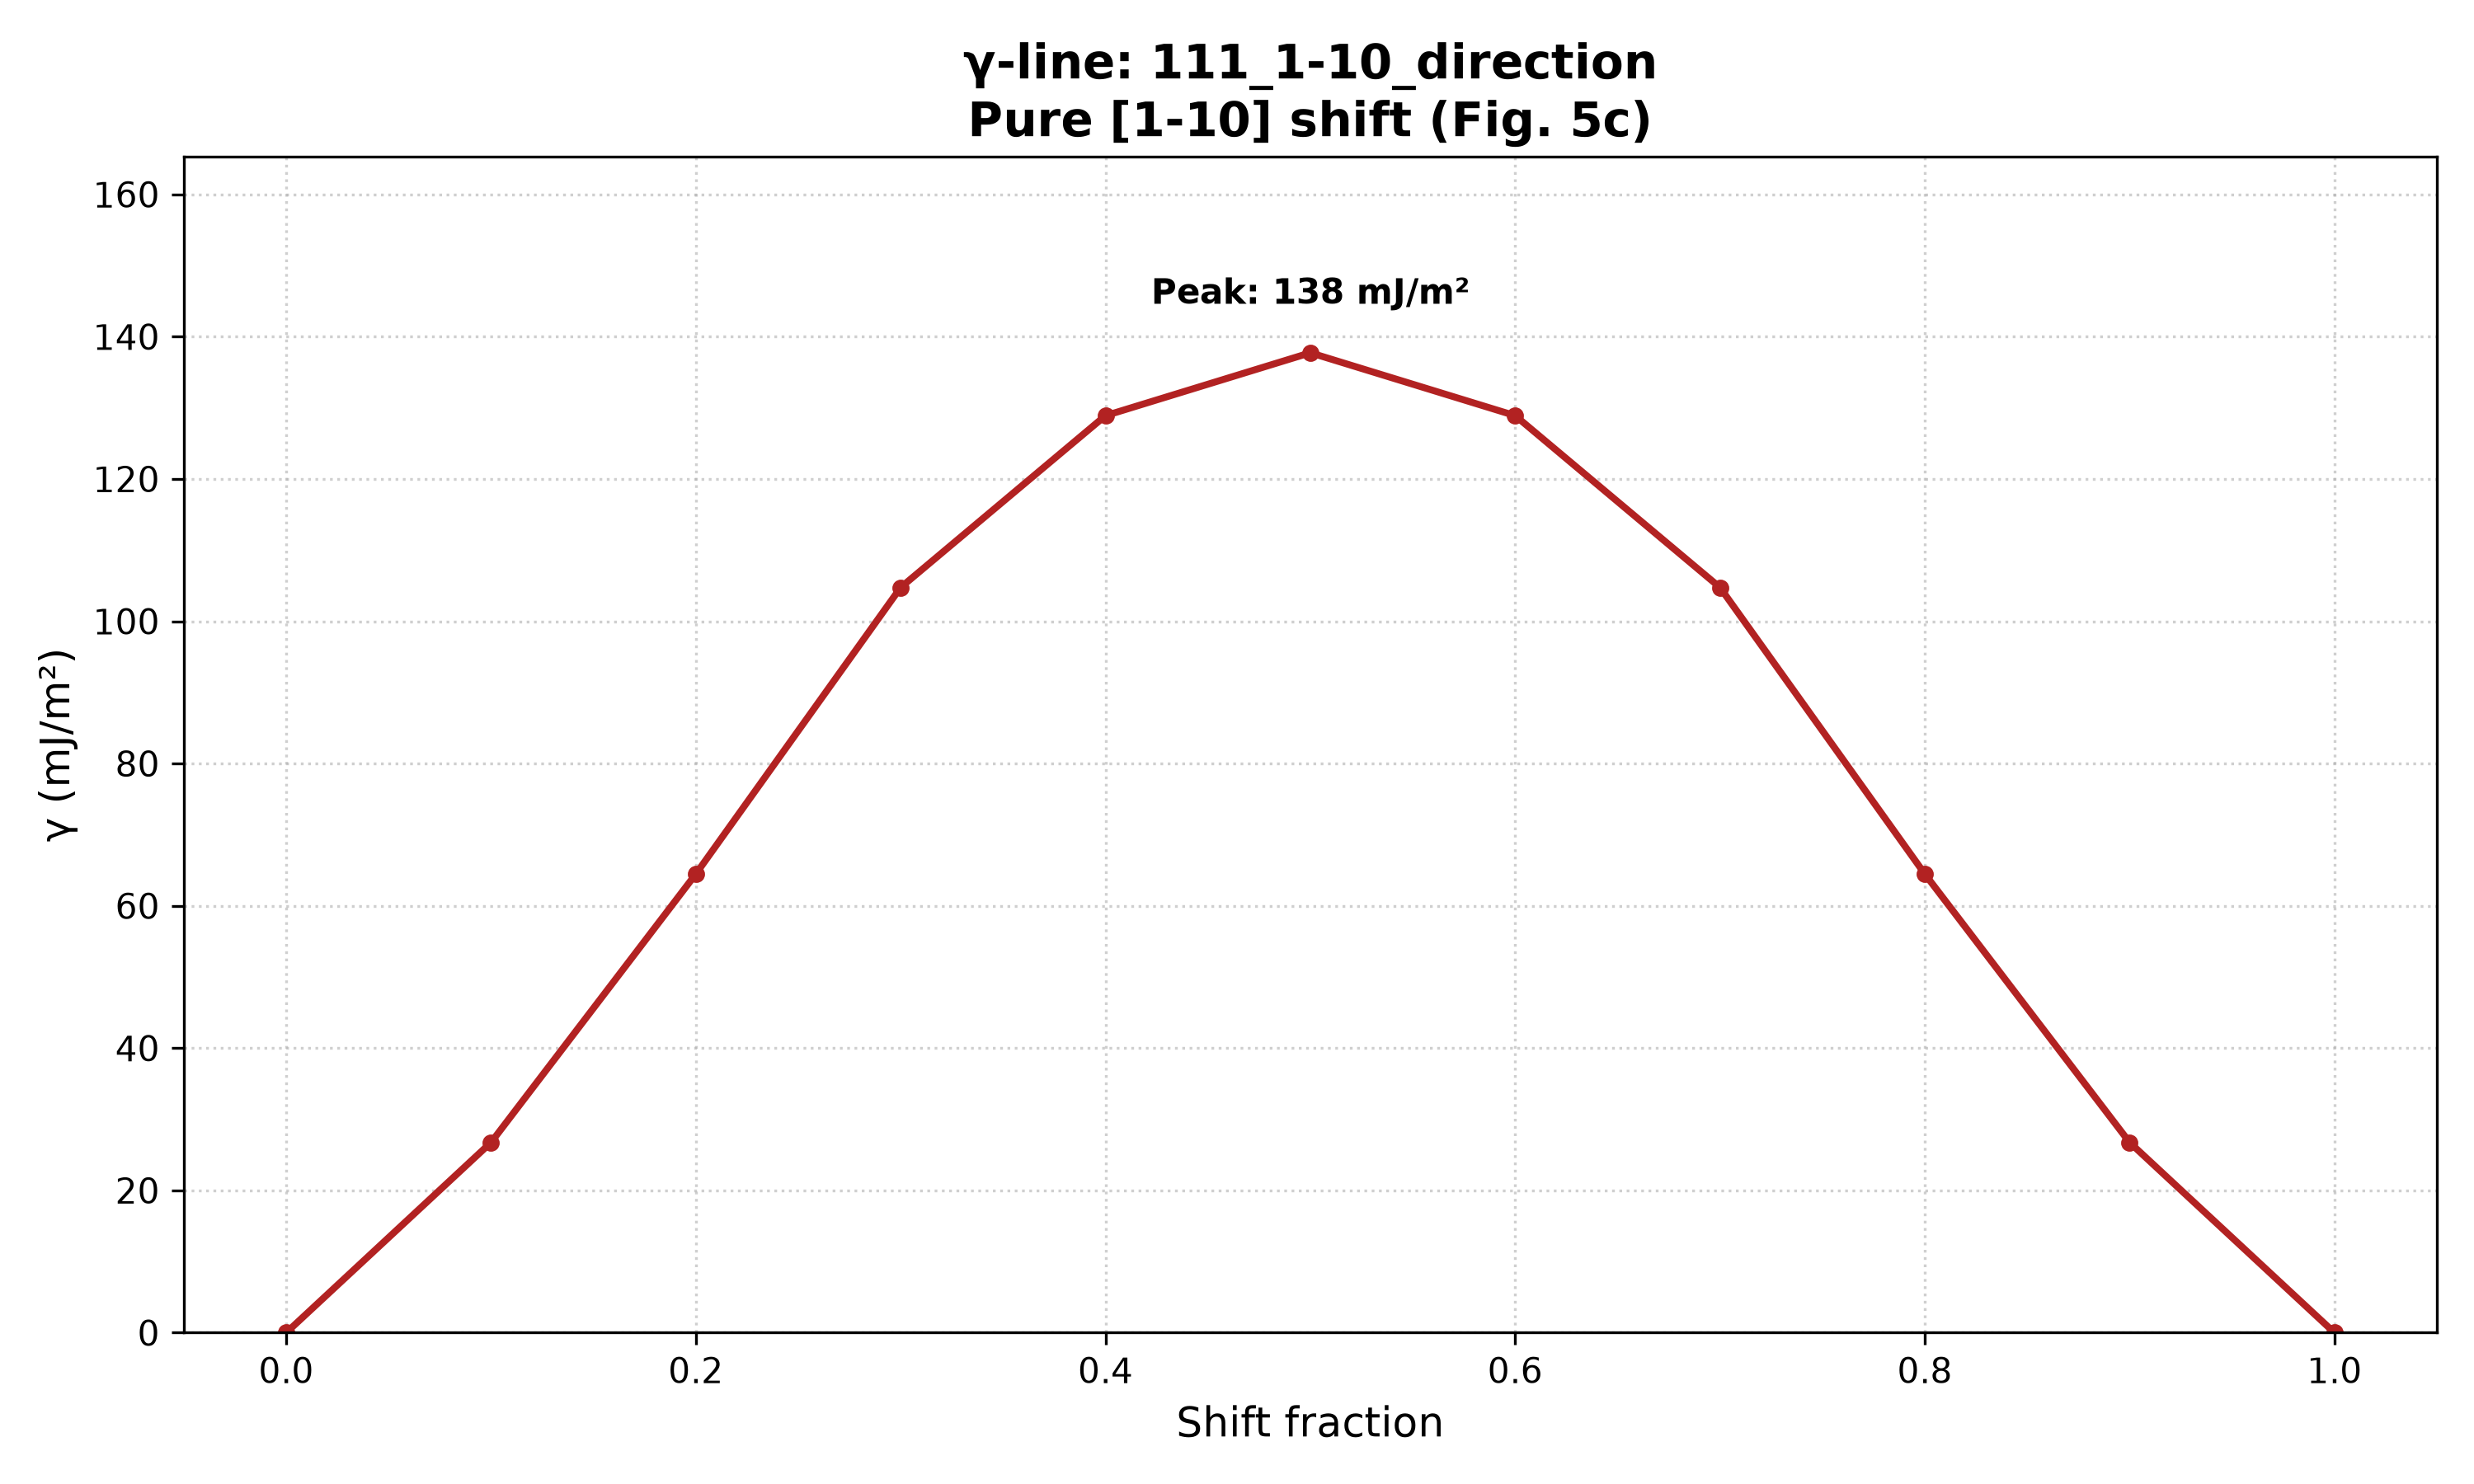 γ-line: 111_1-10_direction
Pure [1-10] shift (Fig. 5c)
Peak: 138 mJ/m²
γ (mJ/m²)
160
140
120
100
80
60
40
20
0
0.0 0.2 0.4 0.6 0.8 1.0
Shift fraction